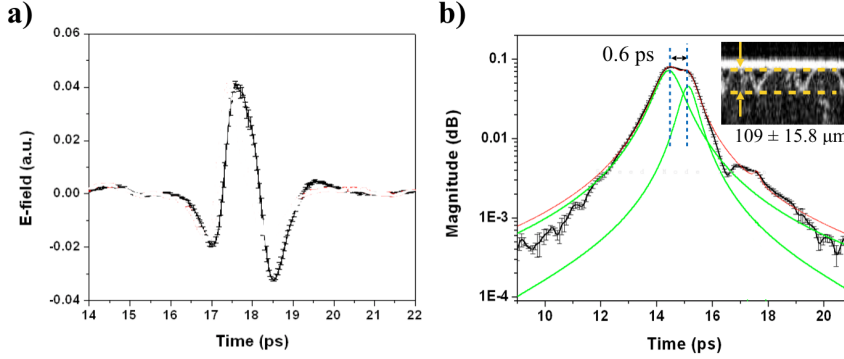 a)
0.06
0.04
0.02
0.00
-0.02
-0.04
E-field (a.u.)
14 15 16 17 18 19 20 21 22
Time (ps)
b)
0.6 ps
109 ± 15.8 μm
0.1
0.01
1E-3
1E-4
Magnitude (dB)
10 12 14 16 18 20
Time (ps)